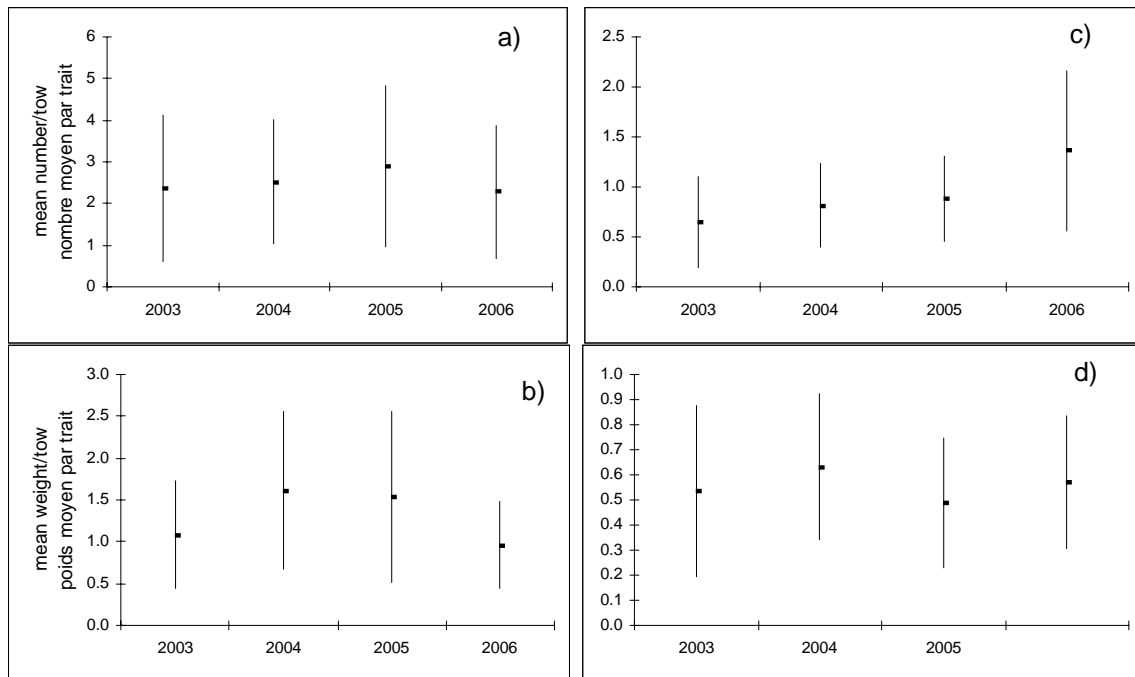 a)
mean number/tow
nombre moyen par trait
6
5
4
3
2
1
0
2003 2004 2005 2006
c)
2.5
2.0
1.5
1.0
0.5
0.0
2003 2004 2005 2006
b)
mean weight/tow
poids moyen par trait
3.0
2.5
2.0
1.5
1.0
0.5
0.0
2003 2004 2005 2006
d)
1.0
0.9
0.8
0.7
0.6
0.5
0.4
0.3
0.2
0.1
0.0
2003 2004 2005